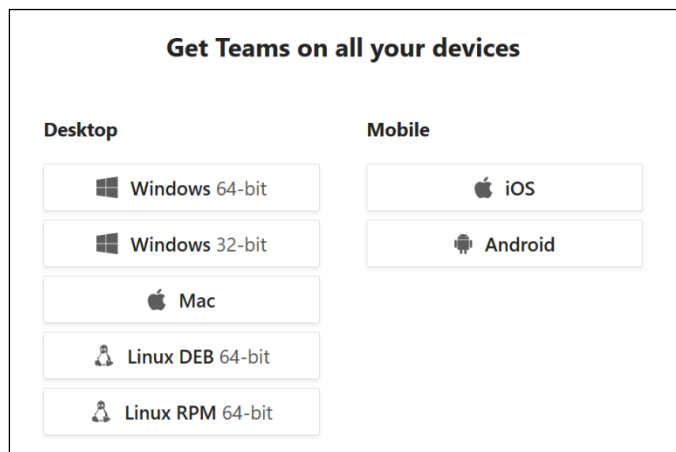 Get Teams on all your devices
Desktop
Windows 64-bit
Windows 32-bit
Mac
Linux DEB 64-bit
Linux RPM 64-bit
Mobile
iOS
Android